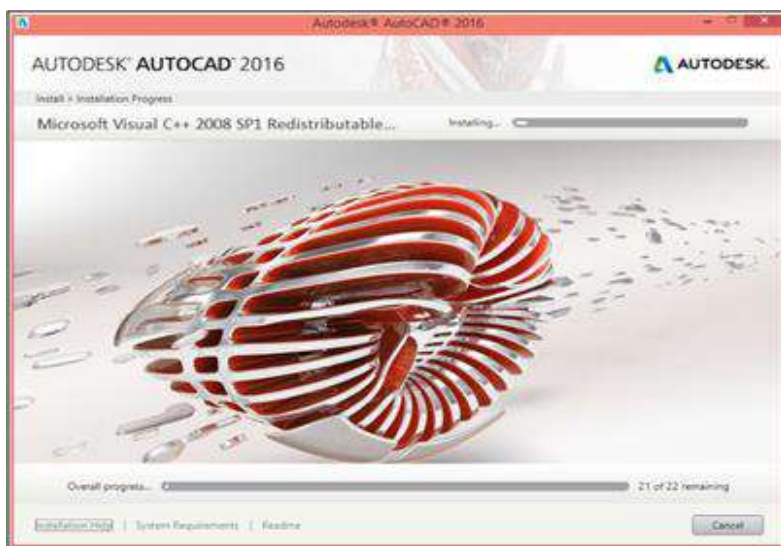 Autodesk® AutoCAD® 2016
AUTODESK® AUTOCAD® 2016
AUTODESK.
Install > Installation Progress
Microsoft Visual C++ 2008 SP1 Redistributable...
Installing...
Overall progress...
21 of 22 remaining
Installation Help | System Requirements | Readme
Cancel